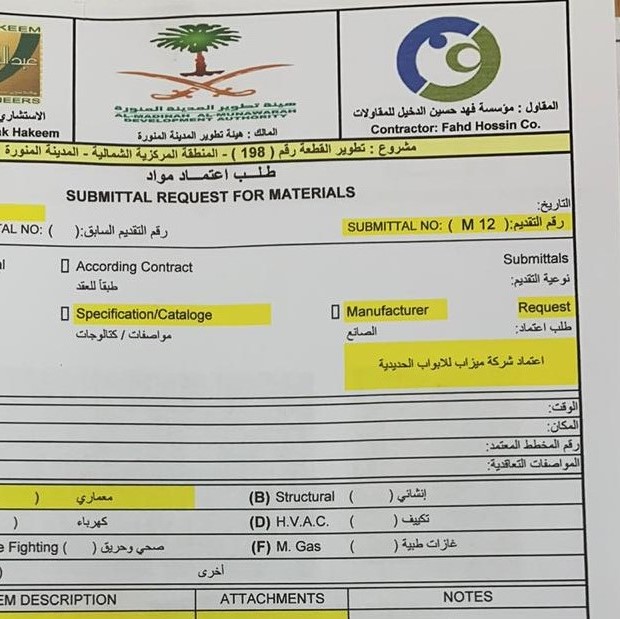 KEEM
عبدال
EERS
الاستشاري
ak Hakeem
هيئة تطوير المدينة المنورة
AL-MADINAH AL-MUNAWARAH
DEVELOPMENT AUTHORITY
المالك : هيئة تطوير المدينة المنورة
المقاول : مؤسسة فهد حسين الدخيل للمقاولات
Contractor: Fahd Hossin Co.
مشروع : تطوير القطعة رقم ( 198 ) - المنطقة المركزية الشمالية - المدينة المنورة
طلب اعتماد مواد
SUBMITTAL REQUEST FOR MATERIALS
التاريخ:
TAL NO: ( رقم التقديم السابق:) SUBMITTAL NO: ( M 12 رقم التقديم:)
al According Contract Submittals
طبقاً للعقد نوعية التقديم:
Specification/Cataloge Manufacturer Request
مواصفات / كتالوجات الصانع طلب اعتماد:
اعتماد شركة ميزاب للابواب الحديدية
الوقت:
المكان:
رقم المخطط المعتمد:
المواصفات التعاقدية:
) معماري (B) Structural ( ) إنشائي
) كهرباء (D) H.V.A.C. ( ) تكييف
e Fighting ( ) صحي وحريق (F) M. Gas ( ) غازات طبية
) أخرى
EM DESCRIPTION ATTACHMENTS NOTES